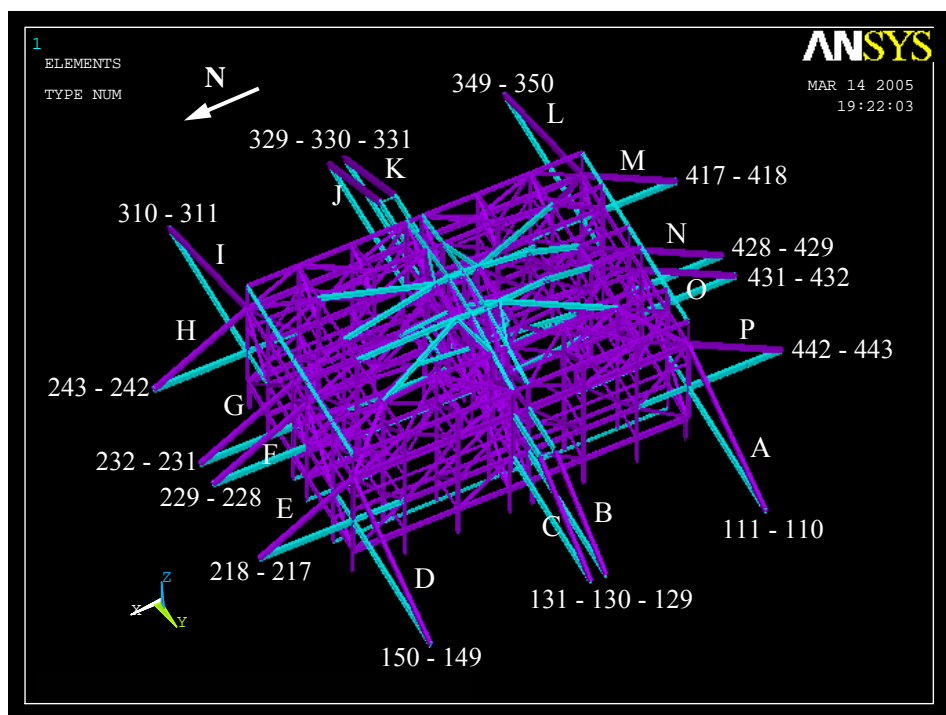 1
ANSYS
ELEMENTS
TYPE NUM
MAR 14 2005
19:22:03
N
349 - 350
L
329 - 330 - 331
K
M
J
417 - 418
310 - 311
I
N
428 - 429
431 - 432
O
H
P
442 - 443
243 - 242
G
A
232 - 231
F
229 - 228
E
B
C
111 - 110
218 - 217
D
131 - 130 - 129
Z
X
Y
150 - 149